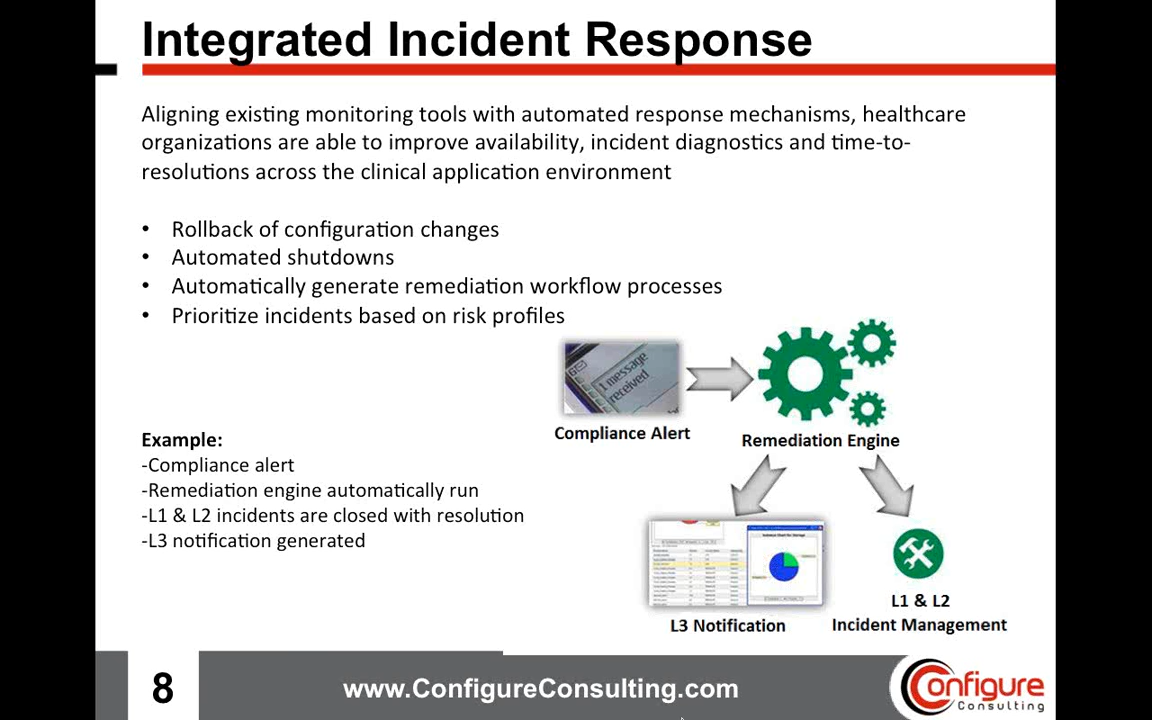 Integrated Incident Response
Aligning existing monitoring tools with automated response mechanisms, healthcare
organizations are able to improve availability, incident diagnostics and time-to-
resolutions across the clinical application environment
• Rollback of configuration changes
• Automated shutdowns
• Automatically generate remediation workflow processes
• Prioritize incidents based on risk profiles
1 message
received
Compliance Alert
Remediation Engine
Example:
-Compliance alert
-Remediation engine automatically run
-L1 & L2 incidents are closed with resolution
-L3 notification generated
L3 Notification
L1 & L2
Incident Management
8
www.ConfigureConsulting.com
Configure
Consulting